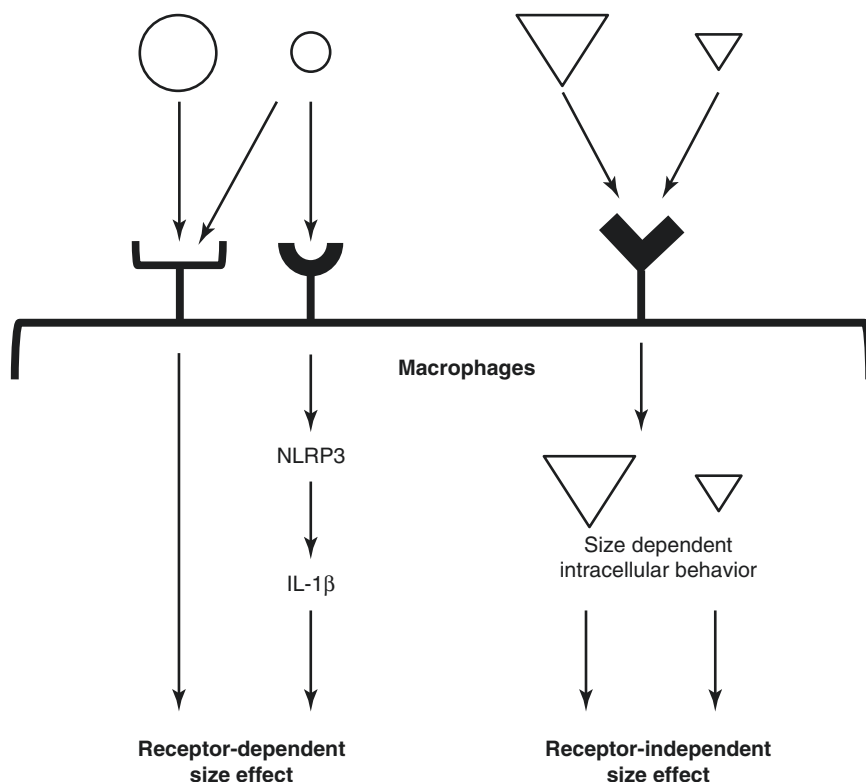 Macrophages
NLRP3
IL-1β
Size dependent
intracellular behavior
Receptor-dependent
size effect
Receptor-independent
size effect